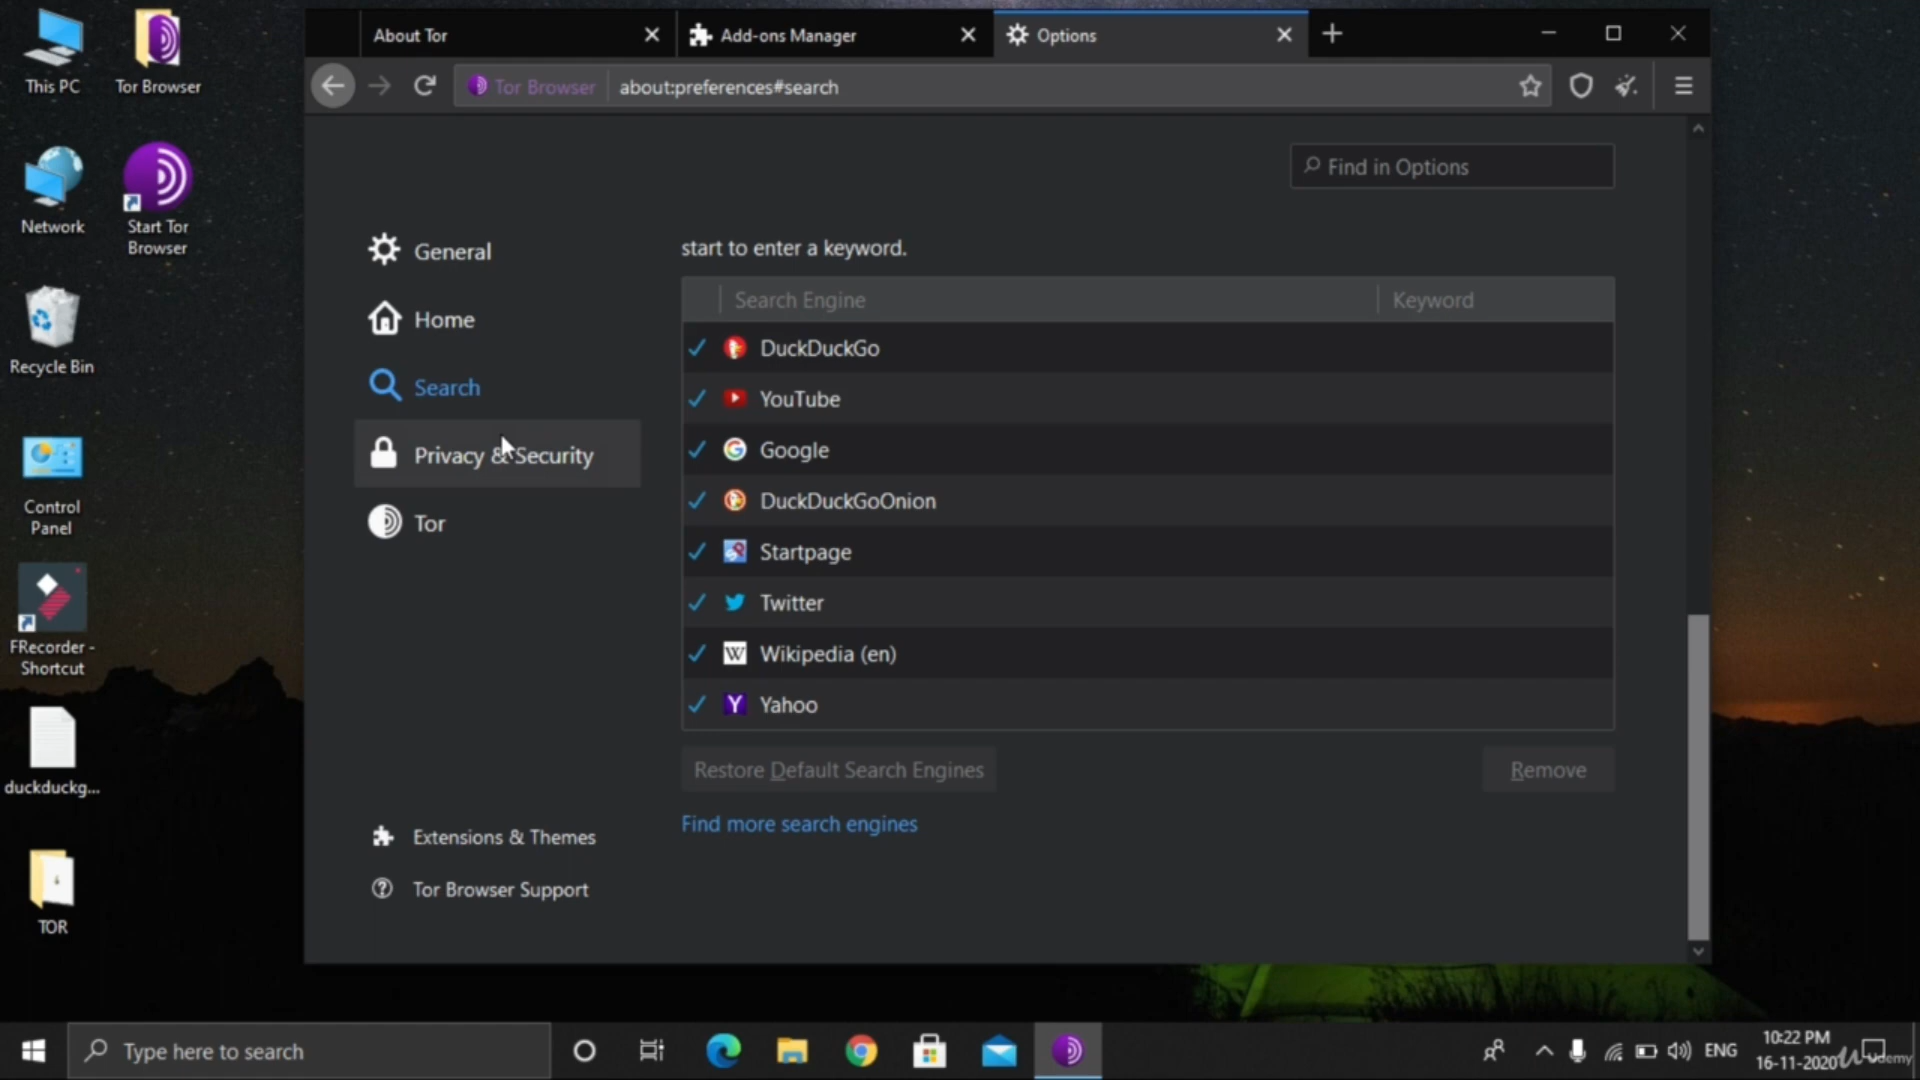 This PC
Tor Browser
Network
Start Tor
Browser
Recycle Bin
Control
Panel
FRecorder -
Shortcut
duckduckg...
TOR
About Tor
Add-ons Manager
Options
Tor Browser
about:preferences#search
Find in Options
General
Home
Search
Privacy & Security
Tor
Extensions & Themes
Tor Browser Support
start to enter a keyword.
Search Engine
Keyword
DuckDuckGo
YouTube
Google
DuckDuckGoOnion
Startpage
Twitter
Wikipedia (en)
Yahoo
Restore Default Search Engines
Remove
Find more search engines
Type here to search
ENG
10:22 PM
16-11-2020
Udemy